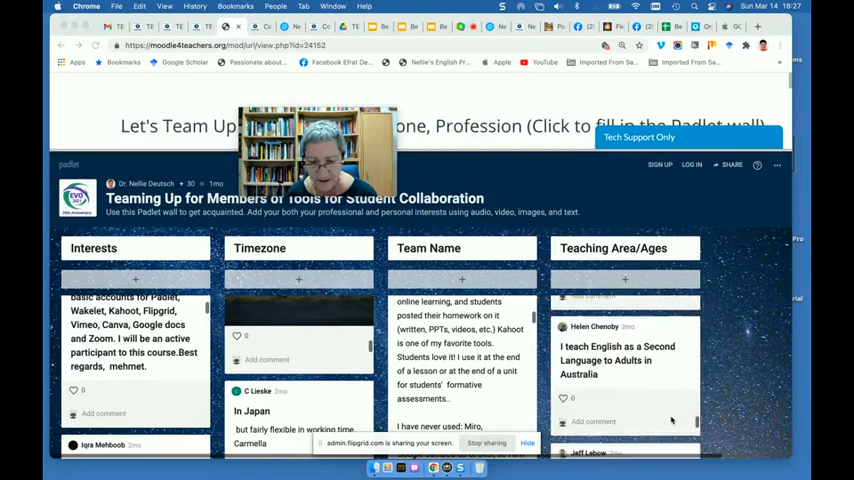 Chrome File Edit View History Bookmarks People Tab Window Help
Sun Mar 14 18:27
https://moodle4teachers.org/mod/url/view.php?id=24152
Apps Bookmarks Google Scholar Passionate about... Facebook Efrat De... Nellie's English Pr... Apple YouTube Imported From Sa... Imported From Sa...
Let's Team Up one, Profession (Click to fill in the Padlet wall)
Tech Support Only
padlet
SIGN UP LOG IN SHARE
Dr. Nellie Deutsch + 30 1mo
EVO
2021
Teaming Up for Members of Tools for Student Collaboration
Use this Padlet wall to get acquainted. Add your both your professional and personal interests using audio, video, images, and text.
Interests
basic accounts for Padlet,
Wakelet, Kahoot, Flipgrid,
Vimeo, Canva, Google docs
and Zoom. I will be an active
participant to this course.Best
regards, mehmet.
0
Add comment
Iqra Mehboob 2mo
Timezone
0
Add comment
C Lieske 2mo
In Japan
but fairly flexible in working time.
Carmella
Team Name
online learning, and students
posted their homework on it
(written, PPTs, videos, etc.) Kahoot
is one of my favorite tools.
Students love it! I use it at the end
of a lesson or at the end of a unit
for students' formative
assessments..
I have never used: Miro,
Teaching Area/Ages
Add comment
Helen Chenoby 2mo
I teach English as a Second
Language to Adults in
Australia
0
Add comment
Jeff Lebow 2mo
admin.flipgrid.com is sharing your screen. Stop sharing Hide